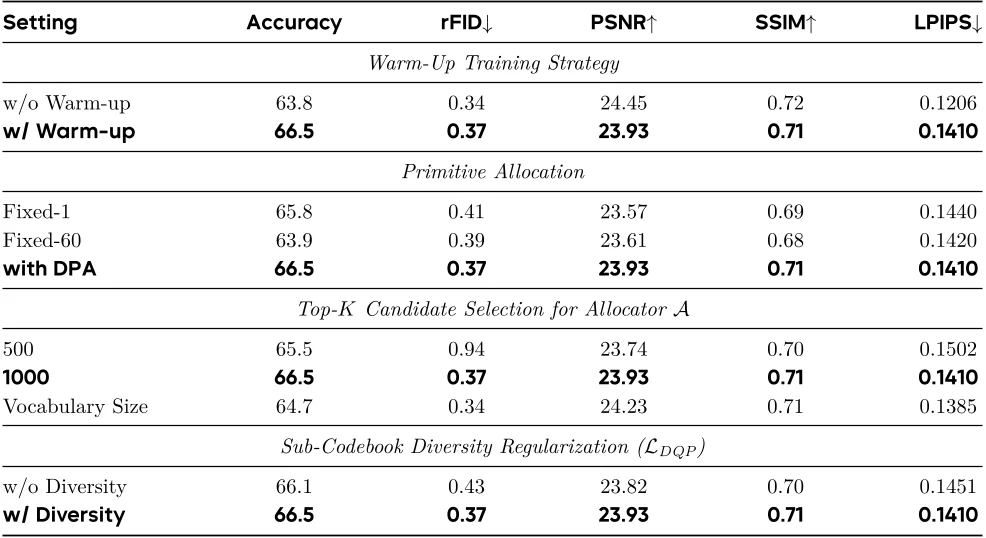 Setting Accuracy rFID↓ PSNR↑ SSIM↑ LPIPS↓
Warm-Up Training Strategy
w/o Warm-up 63.8 0.34 24.45 0.72 0.1206
w/ Warm-up 66.5 0.37 23.93 0.71 0.1410
Primitive Allocation
Fixed-1 65.8 0.41 23.57 0.69 0.1440
Fixed-60 63.9 0.39 23.61 0.68 0.1420
with DPA 66.5 0.37 23.93 0.71 0.1410
Top-K Candidate Selection for Allocator 𝒜
500 65.5 0.94 23.74 0.70 0.1502
1000 66.5 0.37 23.93 0.71 0.1410
Vocabulary Size 64.7 0.34 24.23 0.71 0.1385
Sub-Codebook Diversity Regularization (ℒDQP)
w/o Diversity 66.1 0.43 23.82 0.70 0.1451
w/ Diversity 66.5 0.37 23.93 0.71 0.1410